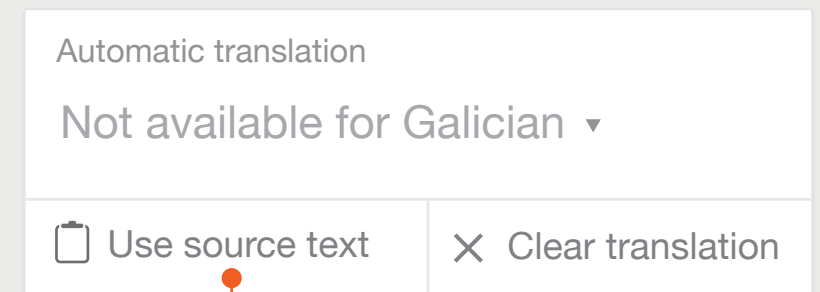 Automatic translation
Not available for Galician
Use source text
Clear translation